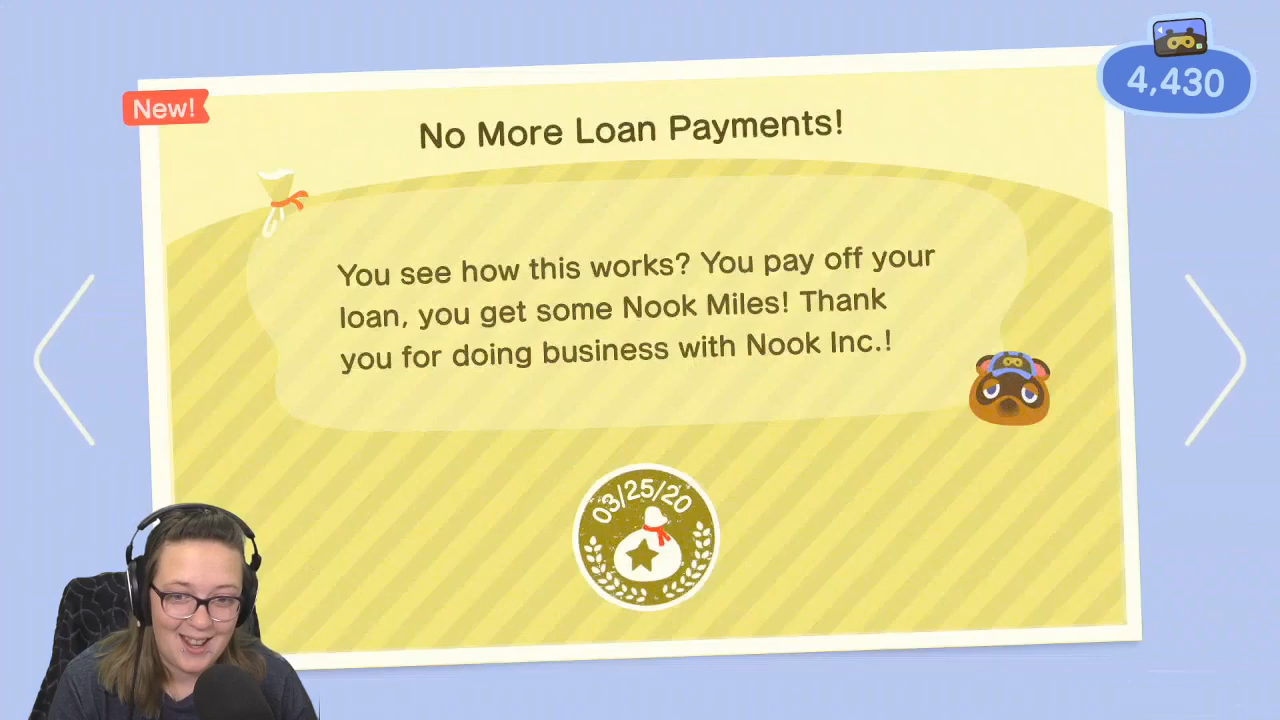 4,430
New!
No More Loan Payments!
You see how this works? You pay off your
loan, you get some Nook Miles! Thank
you for doing business with Nook Inc.!
03/25/20